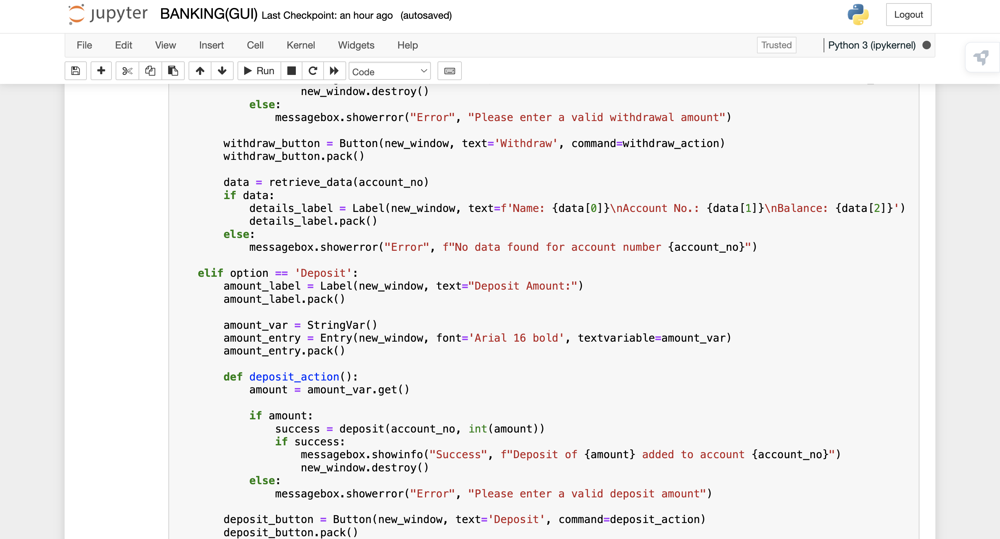 jupyter BANKING(GUI) Last Checkpoint: an hour ago (autosaved) Logout
File Edit View Insert Cell Kernel Widgets Help Trusted Python 3 (ipykernel)
Run Code
                new_window.destroy()
        else:
            messagebox.showerror("Error", "Please enter a valid withdrawal amount")
    withdraw_button = Button(new_window, text='Withdraw', command=withdraw_action)
    withdraw_button.pack()
    data = retrieve_data(account_no)
    if data:
        details_label = Label(new_window, text=f'Name: {data[0]}\nAccount No.: {data[1]}\nBalance: {data[2]}')
        details_label.pack()
    else:
        messagebox.showerror("Error", f"No data found for account number {account_no}")
elif option == 'Deposit':
    amount_label = Label(new_window, text="Deposit Amount:")
    amount_label.pack()
    amount_var = StringVar()
    amount_entry = Entry(new_window, font='Arial 16 bold', textvariable=amount_var)
    amount_entry.pack()
    def deposit_action():
        amount = amount_var.get()
        if amount:
            success = deposit(account_no, int(amount))
            if success:
                messagebox.showinfo("Success", f"Deposit of {amount} added to account {account_no}")
                new_window.destroy()
        else:
            messagebox.showerror("Error", "Please enter a valid deposit amount")
    deposit_button = Button(new_window, text='Deposit', command=deposit_action)
    deposit_button.pack()